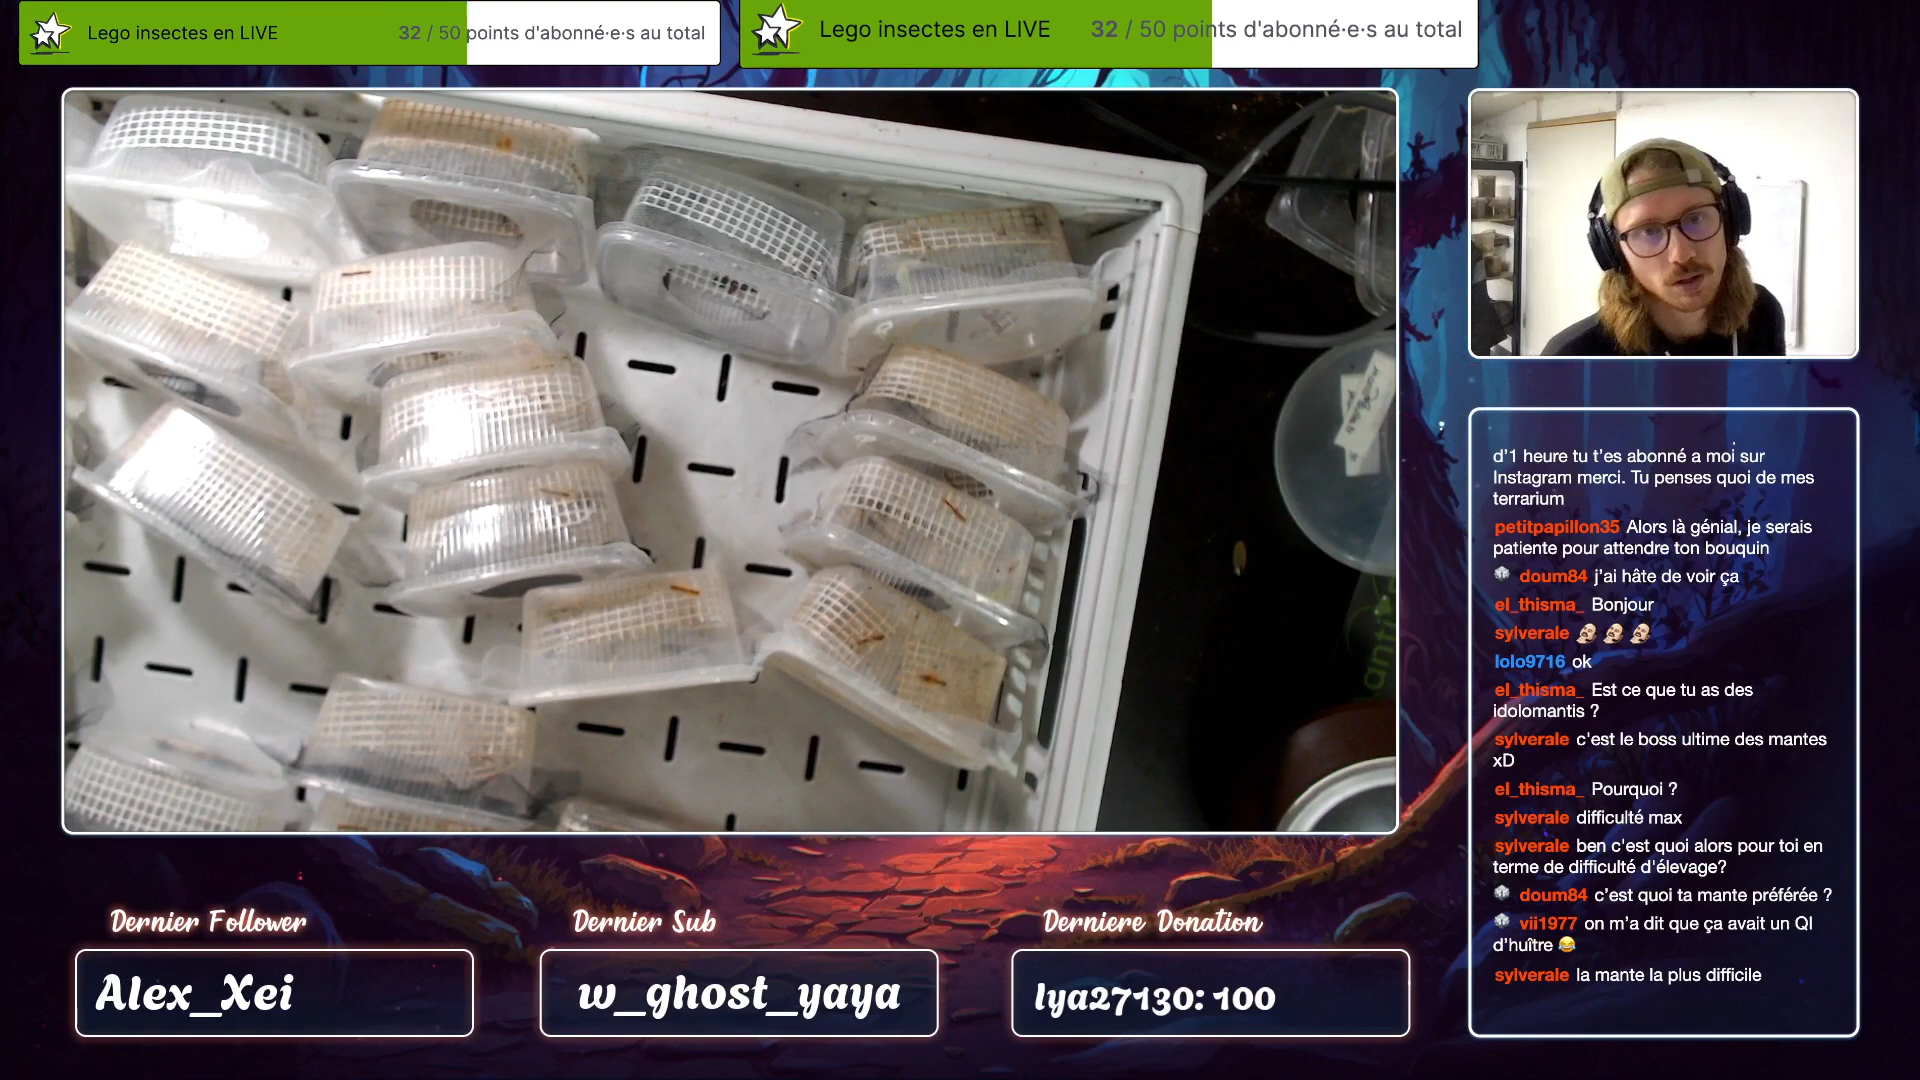 Lego insectes en LIVE
32 / 50 points d'abonné·e·s au total
Lego insectes en LIVE
32 / 50 points d'abonné·e·s au total
d'1 heure tu t'es abonné a moi sur
Instagram merci. Tu penses quoi de mes
terrarium
petitpapillon35 Alors là génial, je serais
patiente pour attendre ton bouquin
doum84 j'ai hâte de voir ça
el_thisma_ Bonjour
sylverale
lolo9716 ok
el_thisma_ Est ce que tu as des
idolomantis ?
sylverale c'est le boss ultime des mantes
xD
el_thisma_ Pourquoi ?
sylverale difficulté max
sylverale ben c'est quoi alors pour toi en
terme de difficulté d'élevage?
doum84 c'est quoi ta mante préférée ?
vii1977 on m'a dit que ça avait un QI
d'huître 😂
sylverale la mante la plus difficile
Dernier Follower
Alex_Xei
Dernier Sub
w_ghost_yaya
Derniere Donation
lya27130: 100